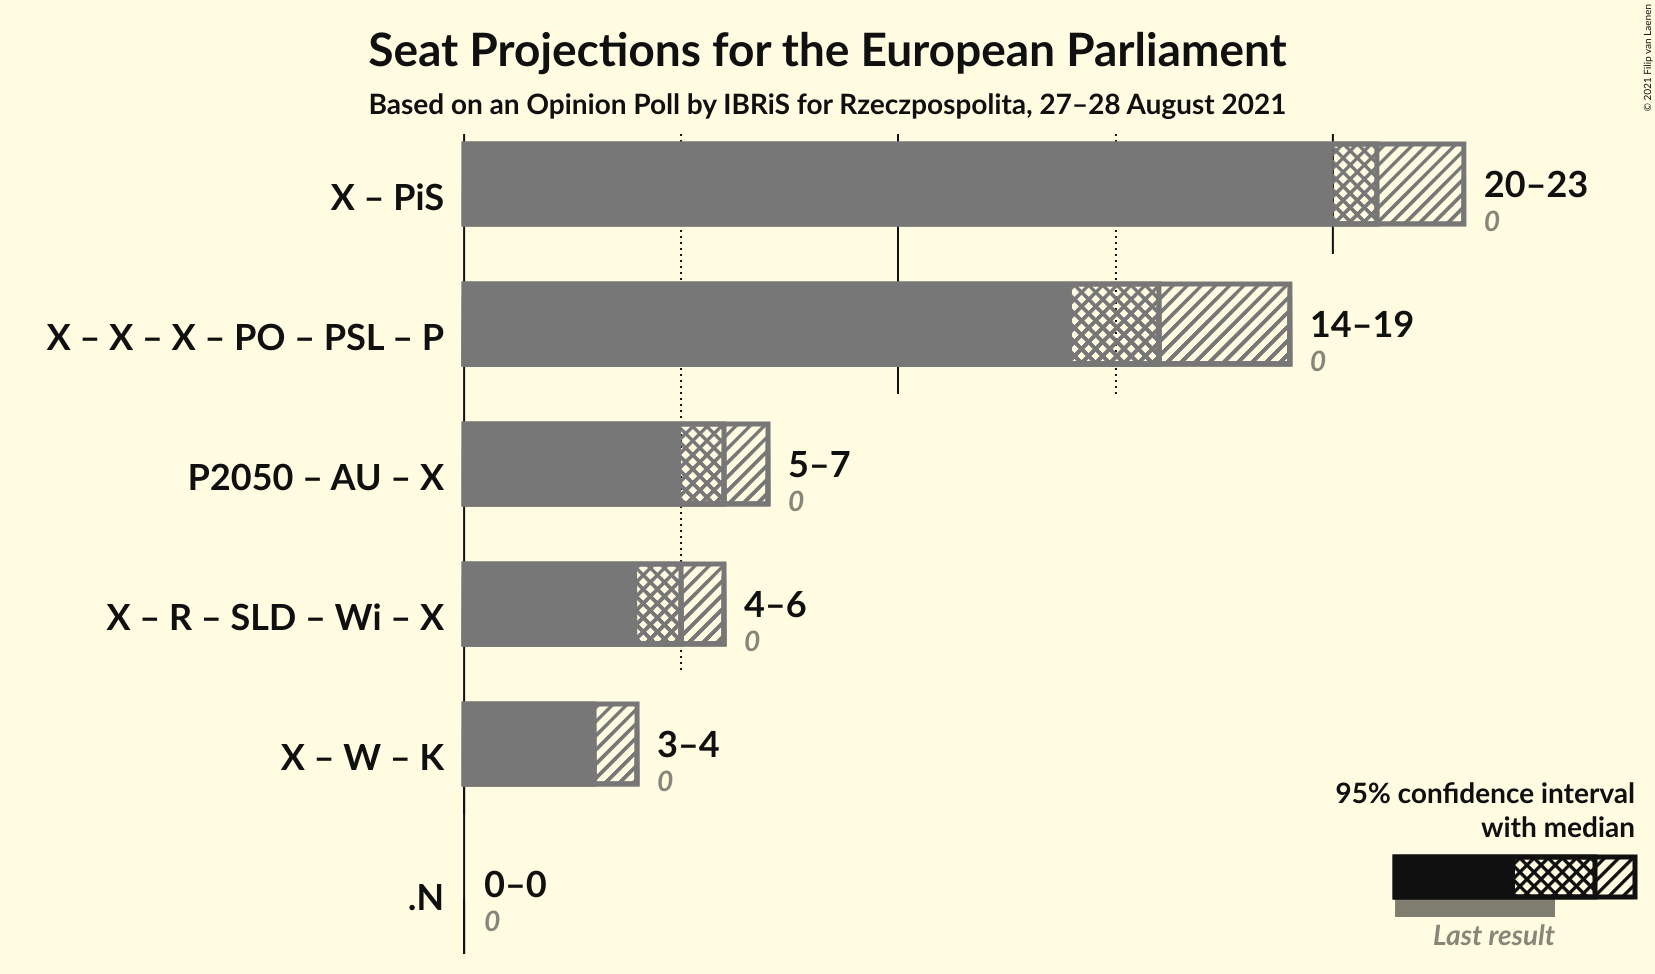 Seat Projections for the European Parliament
Based on an Opinion Poll by IBRiS for Rzeczpospolita, 27–28 August 2021
© 2021 Filip van Laenen
X – PiS
20–23
0
X – X – X – PO – PSL – P
14–19
0
P2050 – AU – X
5–7
0
X – R – SLD – Wi – X
4–6
0
X – W – K
3–4
0
.N
0–0
0
95% confidence interval
with median
Last result